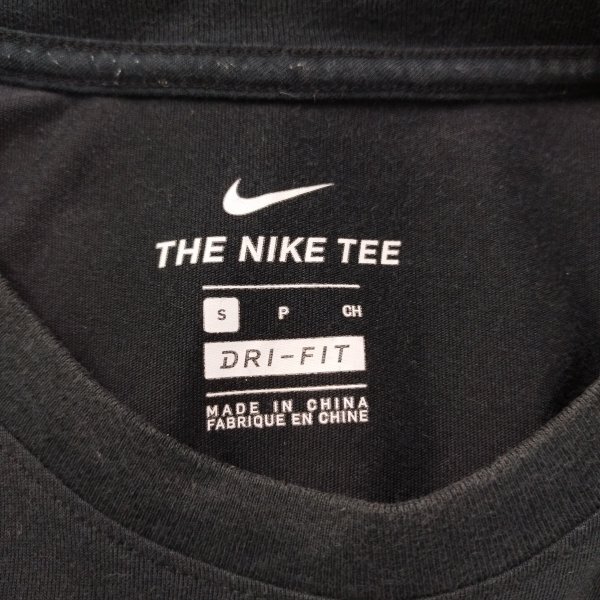 THE NIKE TEE
S P CH
DRI-FIT
MADE IN CHINA
FABRIQUE EN CHINE